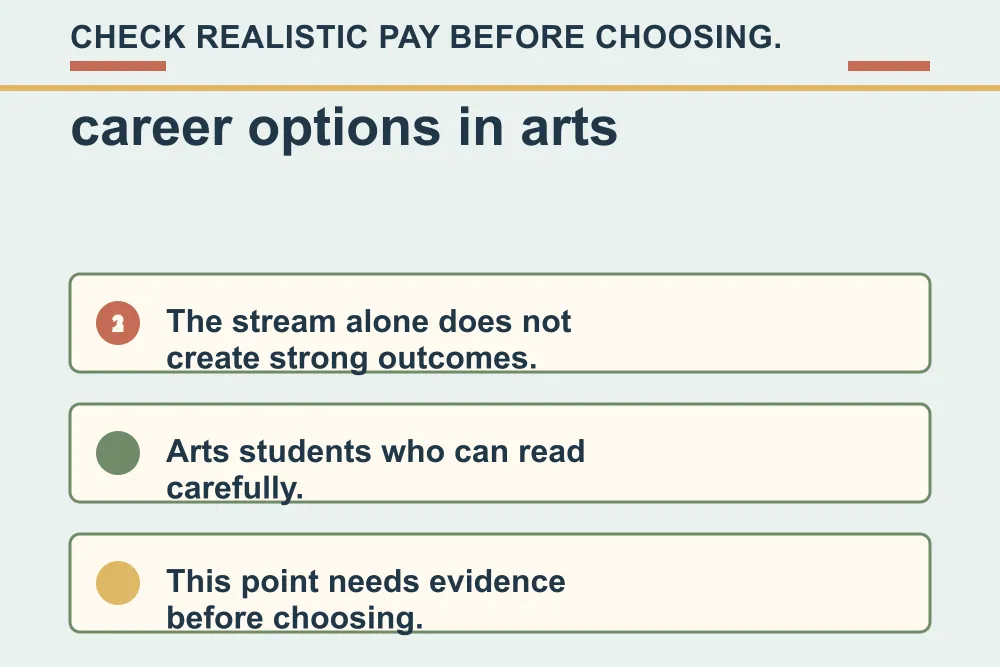 CHECK REALISTIC PAY BEFORE CHOOSING.
career options in arts
The stream alone does not
create strong outcomes.
Arts students who can read
carefully.
This point needs evidence
before choosing.